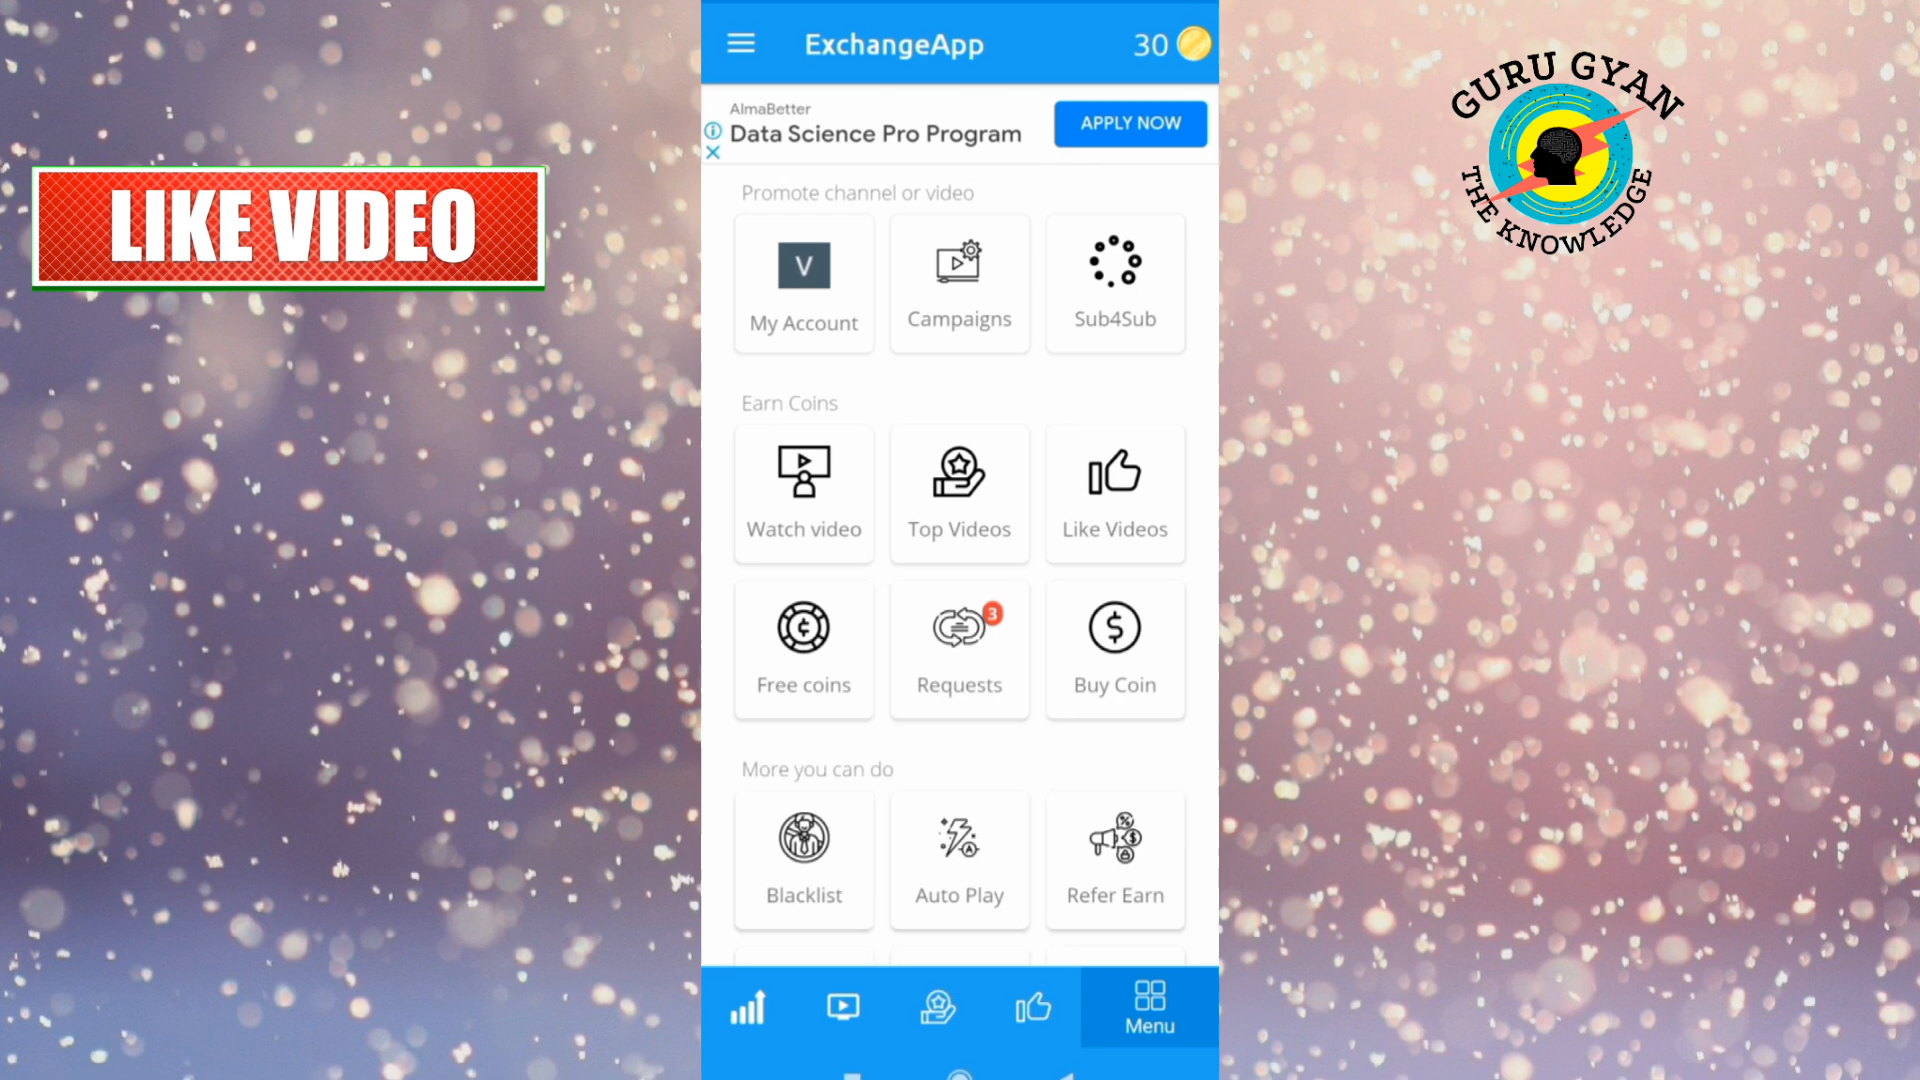 LIKE VIDEO
ExchangeApp
30
AlmaBetter
Data Science Pro Program
APPLY NOW
Promote channel or video
V
My Account
Campaigns
Sub4Sub
Earn Coins
Watch video
Top Videos
Like Videos
3
Free coins
Requests
Buy Coin
More you can do
Blacklist
Auto Play
Refer Earn
Menu
GURU GYAN
THE KNOWLEDGE